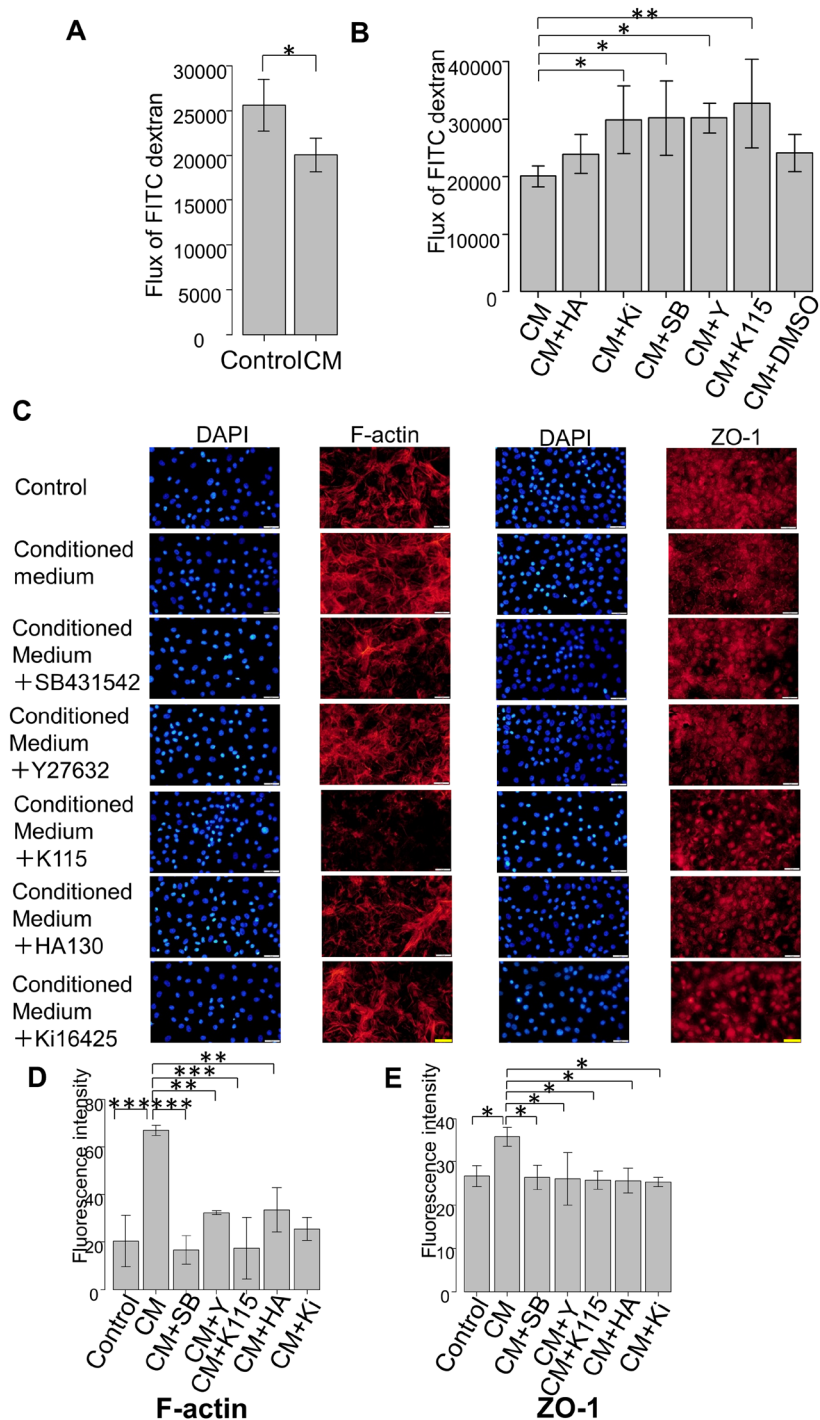 A
*
30000
25000
20000
15000
10000
5000
0
Flux of FITC dextran
Control CM
B
**
*
*
*
40000
30000
20000
10000
0
Flux of FITC dextran
CM
CM+HA
CM+Ki
CM+SB
CM+Y
CM+K115
CM+DMSO
C
DAPI F-actin DAPI ZO-1
Control
Conditioned
medium
Conditioned
Medium
+SB431542
Conditioned
Medium
+Y27632
Conditioned
Medium
+K115
Conditioned
Medium
+HA130
Conditioned
Medium
+Ki16425
D
**
***
**
******
80
60
40
20
0
Fluorescence intensity
Control
CM
CM+SB
CM+Y
CM+K115
CM+HA
CM+Ki
F-actin
E
*
*
*
*
* *
40
30
20
10
0
Fluorescence intensity
Control
CM
CM+SB
CM+Y
CM+K115
CM+HA
CM+Ki
ZO-1